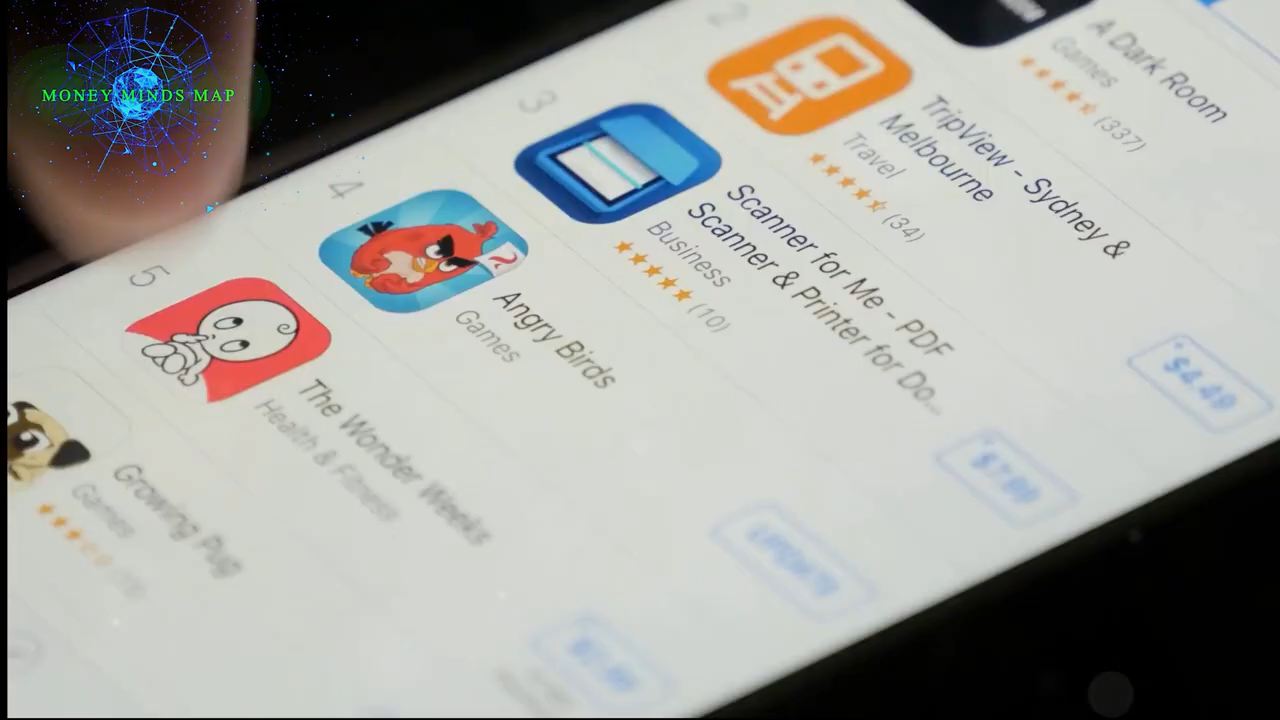 MONEY MINDS MAP
A Dark Room
Games
(337)
2
TripView - Sydney &
Melbourne
Travel
(34)
$4.49
3
Scanner for Me - PDF
Scanner & Printer for Do...
Business
(10)
4
Angry Birds
Games
UPDATE
5
The Wonder Weeks
Health & Fitness
Growing Pug
Games